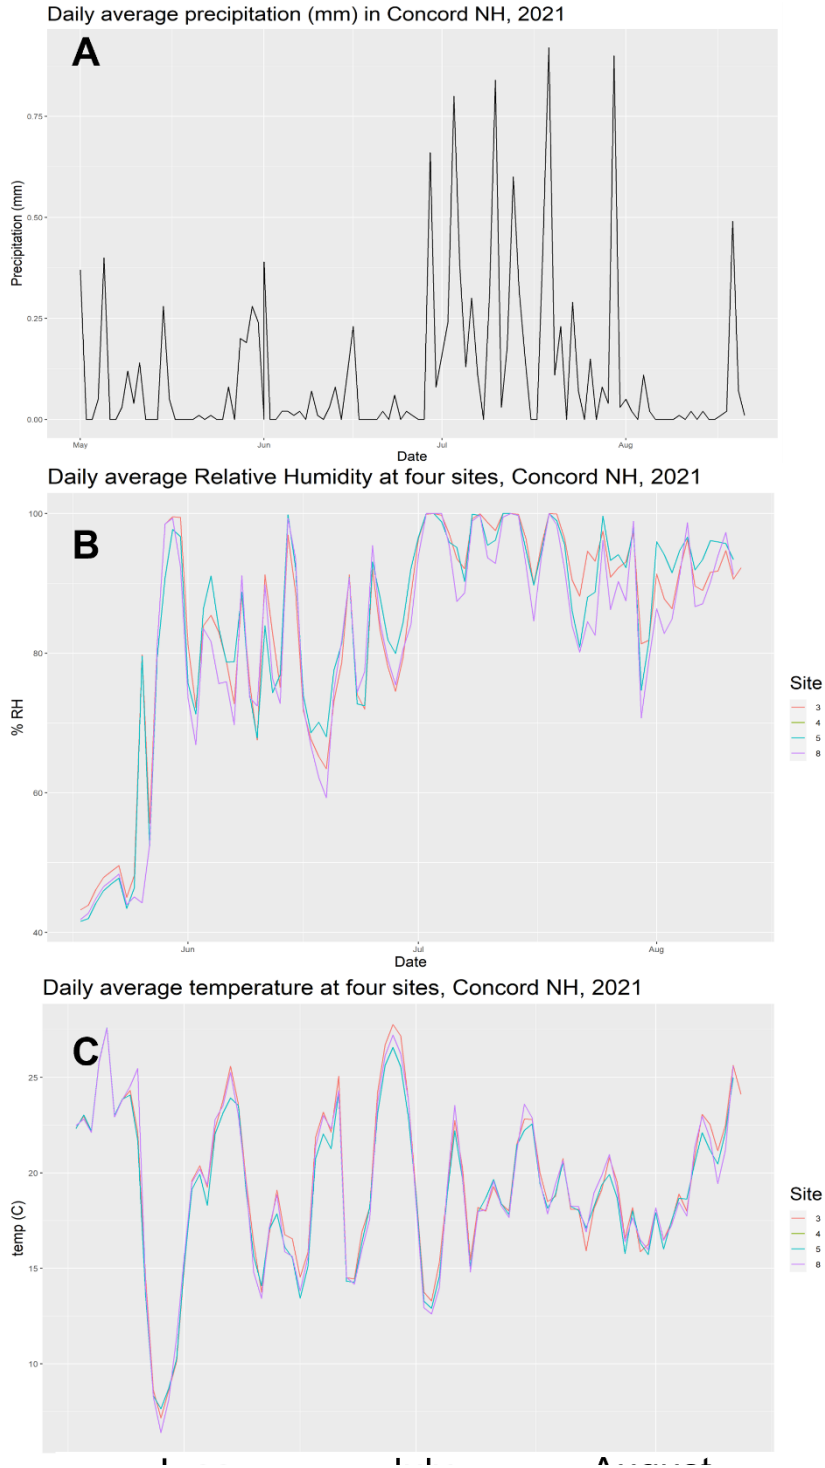 Daily average precipitation (mm) in Concord NH, 2021
A
Precipitation (mm)
0.75
0.50
0.25
0.00
May
Jun
Jul
Aug
Date
Daily average Relative Humidity at four sites, Concord NH, 2021
B
% RH
100
80
60
40
Jun
Jul
Aug
Date
Site
3
4
5
8
Daily average temperature at four sites, Concord NH, 2021
C
temp (C)
25
20
15
10
Site
3
4
5
8
August